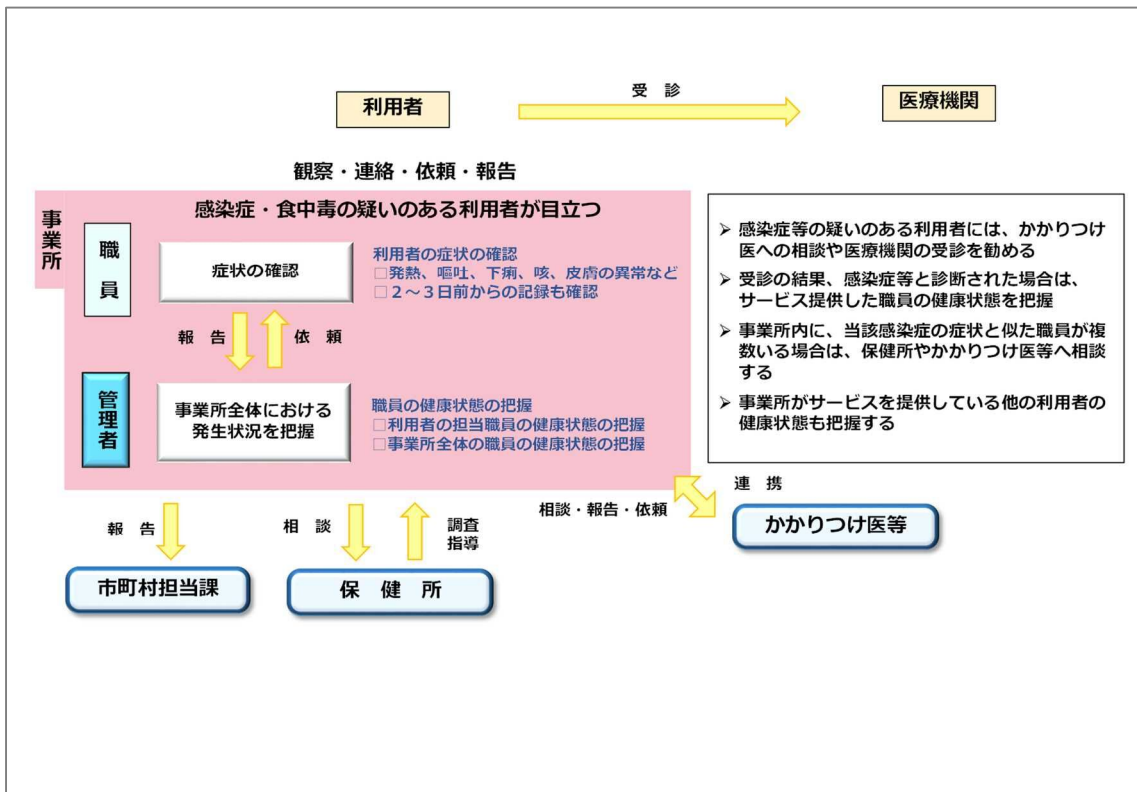 受　診
利用者
医療機関
観察・連絡・依頼・報告
事業所
感染症・食中毒の疑いのある利用者が目立つ
職員
症状の確認
利用者の症状の確認
□発熱、嘔吐、下痢、咳、皮膚の異常など
□２～３日前からの記録も確認
報　告
依　頼
管理者
事業所全体における
発生状況を把握
職員の健康状態の把握
□利用者の担当職員の健康状態の把握
□事業所全体の職員の健康状態の把握
➢ 感染症等の疑いのある利用者には、かかりつけ
医への相談や医療機関の受診を勧める
➢ 受診の結果、感染症等と診断された場合は、
サービス提供した職員の健康状態を把握
➢ 事業所内に、当該感染症の症状と似た職員が複
数いる場合は、保健所やかかりつけ医等へ相談
する
➢ 事業所がサービスを提供している他の利用者の
健康状態も把握する
報　告
相　談
調査
指導
相談・報告・依頼
連　携
かかりつけ医等
市町村担当課
保　健　所